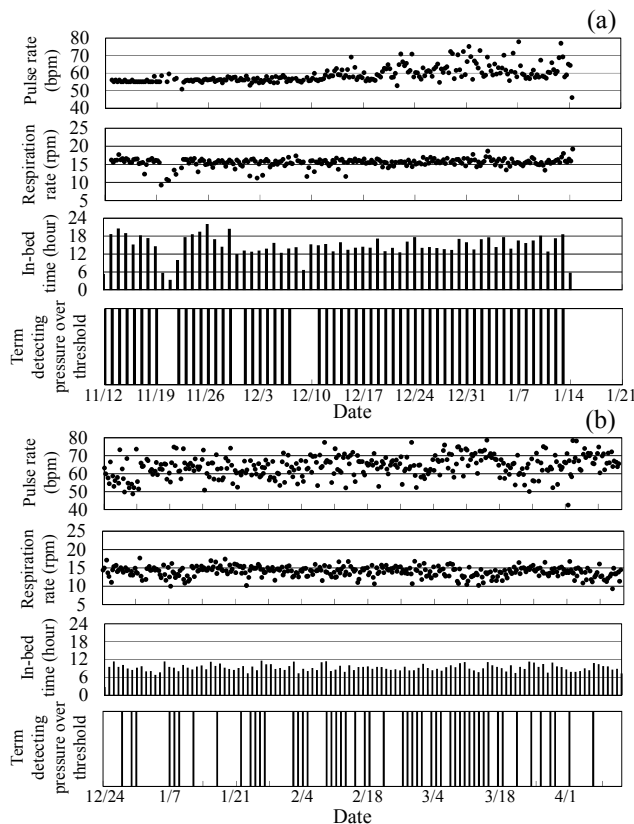 (a)
Pulse rate
(bpm)
80
70
60
50
40
Respiration
rate (rpm)
25
20
15
10
5
In-bed
time (hour)
24
18
12
6
0
Term
detecting
pressure over
threshold
11/12 11/19 11/26 12/3 12/10 12/17 12/24 12/31 1/7 1/14 1/21
Date
(b)
Pulse rate
(bpm)
80
70
60
50
40
Respiration
rate (rpm)
25
20
15
10
5
In-bed
time (hour)
24
18
12
6
0
Term
detecting
pressure over
threshold
12/24 1/7 1/21 2/4 2/18 3/4 3/18 4/1
Date